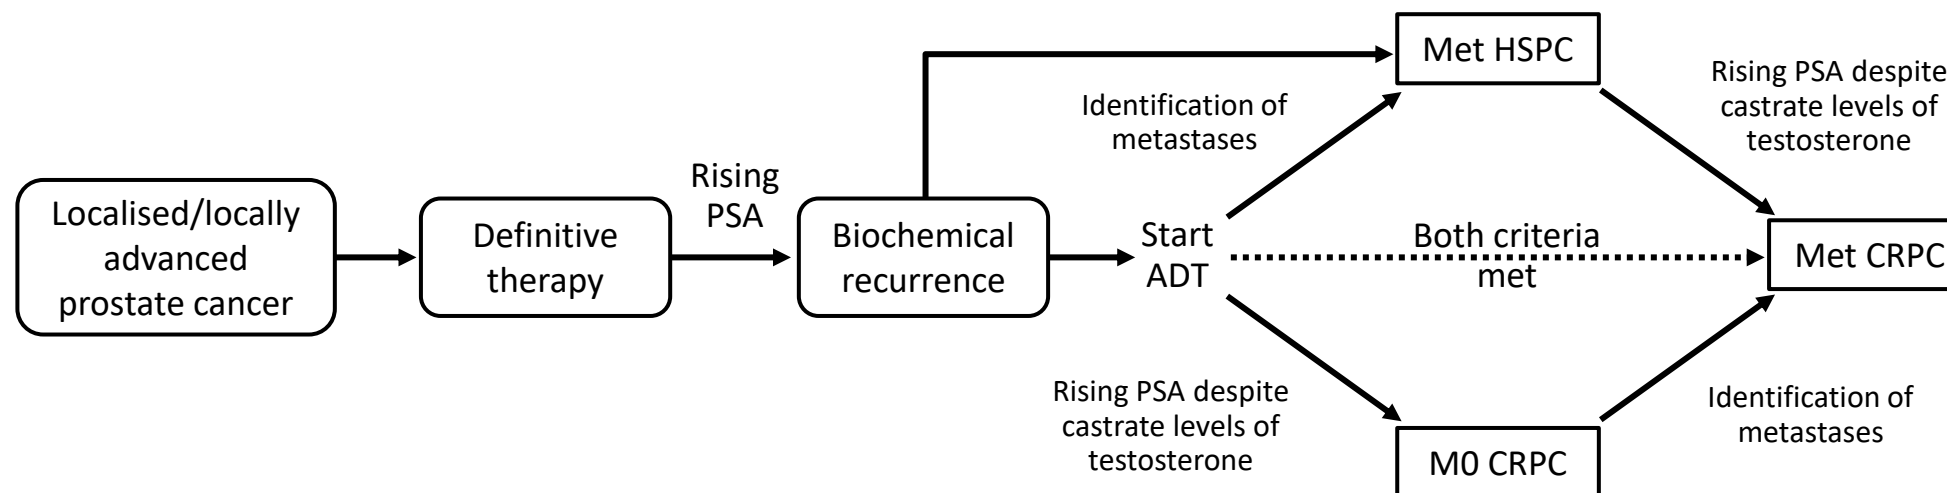 Localised/locally
advanced
prostate cancer
Definitive
therapy
Rising
PSA
Biochemical
recurrence
Start
ADT
Identification of
metastases
Met HSPC
Rising PSA despite
castrate levels of
testosterone
Both criteria
met
Met CRPC
Rising PSA despite
castrate levels of
testosterone
M0 CRPC
Identification of
metastases